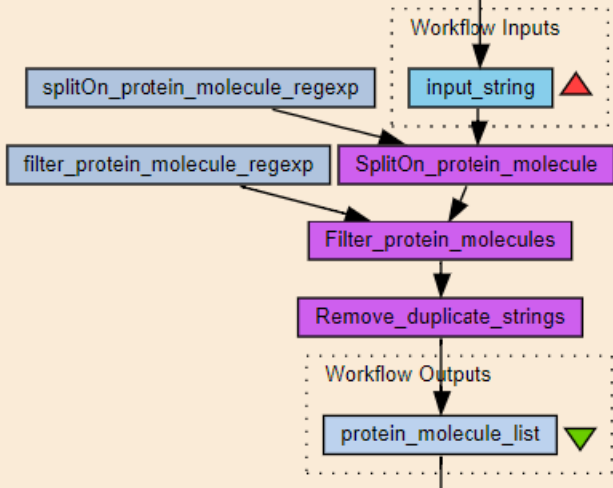 Workflow Inputs
splitOn_protein_molecule_regexp
input_string
filter_protein_molecule_regexp
SplitOn_protein_molecule
Filter_protein_molecules
Remove_duplicate_strings
Workflow Outputs
protein_molecule_list